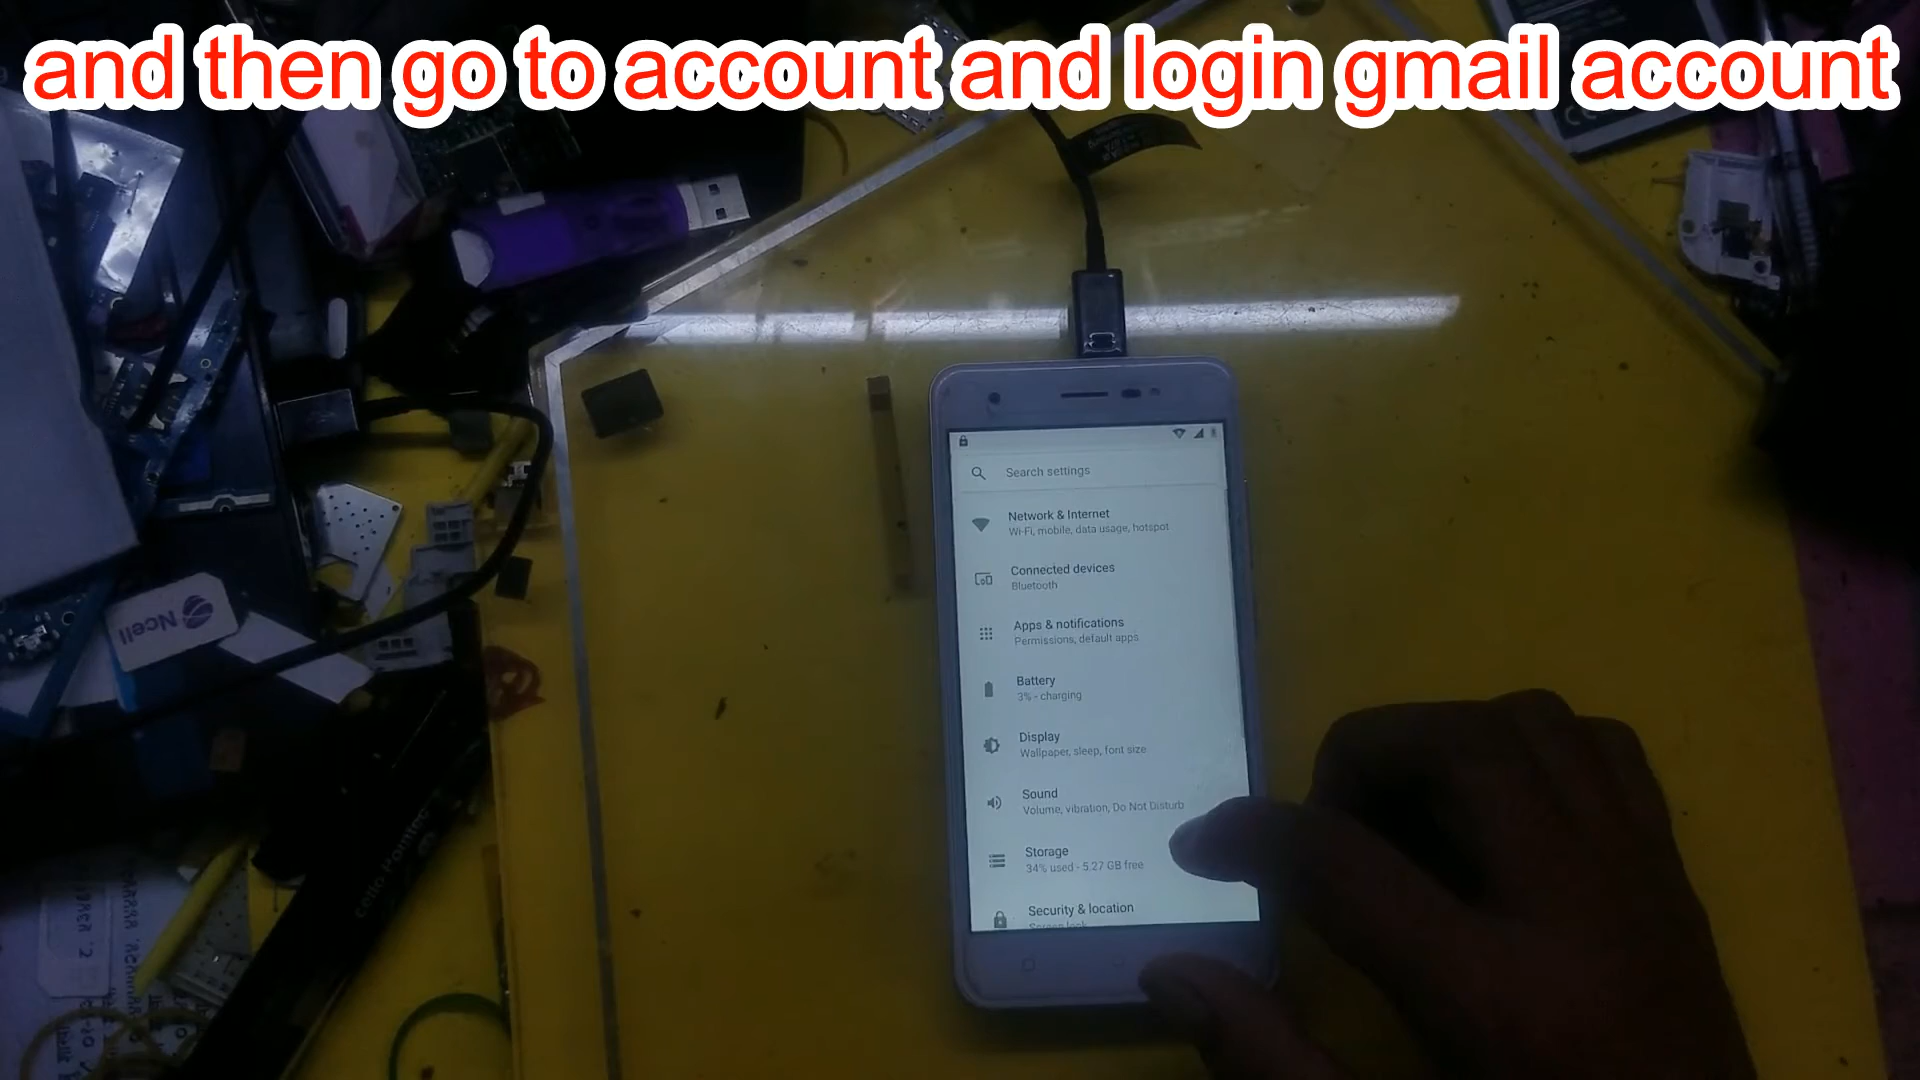 and then go to account and login gmail account
Search settings
Network & Internet
Wi-Fi, mobile, data usage, hotspot
Connected devices
Bluetooth
Apps & notifications
Permissions, default apps
Battery
3% - charging
Display
Wallpaper, sleep, font size
Sound
Volume, vibration, Do Not Disturb
Storage
34% used - 5.27 GB free
Security & location
Screen lock
Ncell